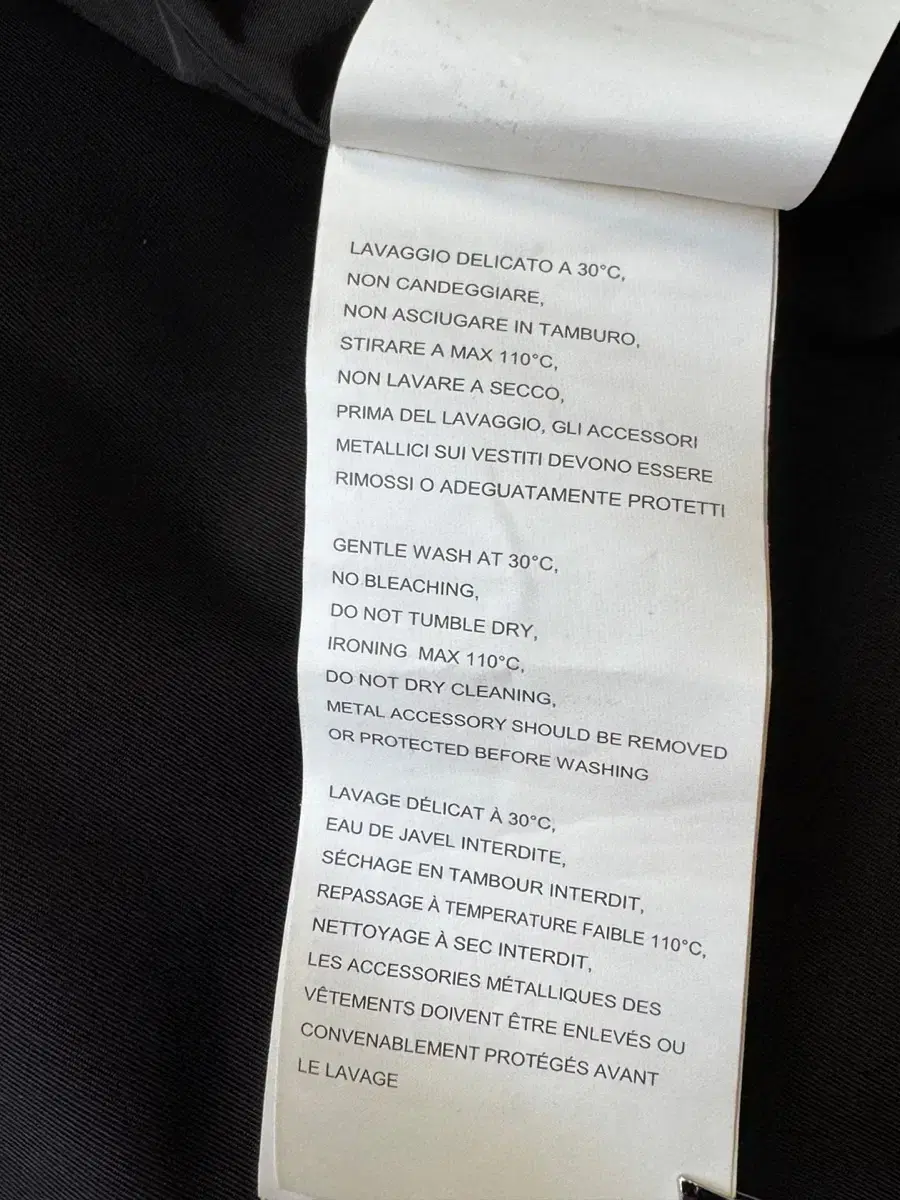 LAVAGGIO DELICATO A 30°C,
NON CANDEGGIARE,
NON ASCIUGARE IN TAMBURO,
STIRARE A MAX 110°C,
NON LAVARE A SECCO,
PRIMA DEL LAVAGGIO, GLI ACCESSORI
METALLICI SUI VESTITI DEVONO ESSERE
RIMOSSI O ADEGUATAMENTE PROTETTI
GENTLE WASH AT 30°C,
NO BLEACHING,
DO NOT TUMBLE DRY,
IRONING MAX 110°C,
DO NOT DRY CLEANING,
METAL ACCESSORY SHOULD BE REMOVED
OR PROTECTED BEFORE WASHING
LAVAGE DÉLICAT À 30°C,
EAU DE JAVEL INTERDITE,
SÉCHAGE EN TAMBOUR INTERDIT,
REPASSAGE À TEMPERATURE FAIBLE 110°C,
NETTOYAGE À SEC INTERDIT,
LES ACCESSORIES MÉTALLIQUES DES
VÊTEMENTS DOIVENT ÊTRE ENLEVÉS OU
CONVENABLEMENT PROTÉGÉS AVANT
LE LAVAGE